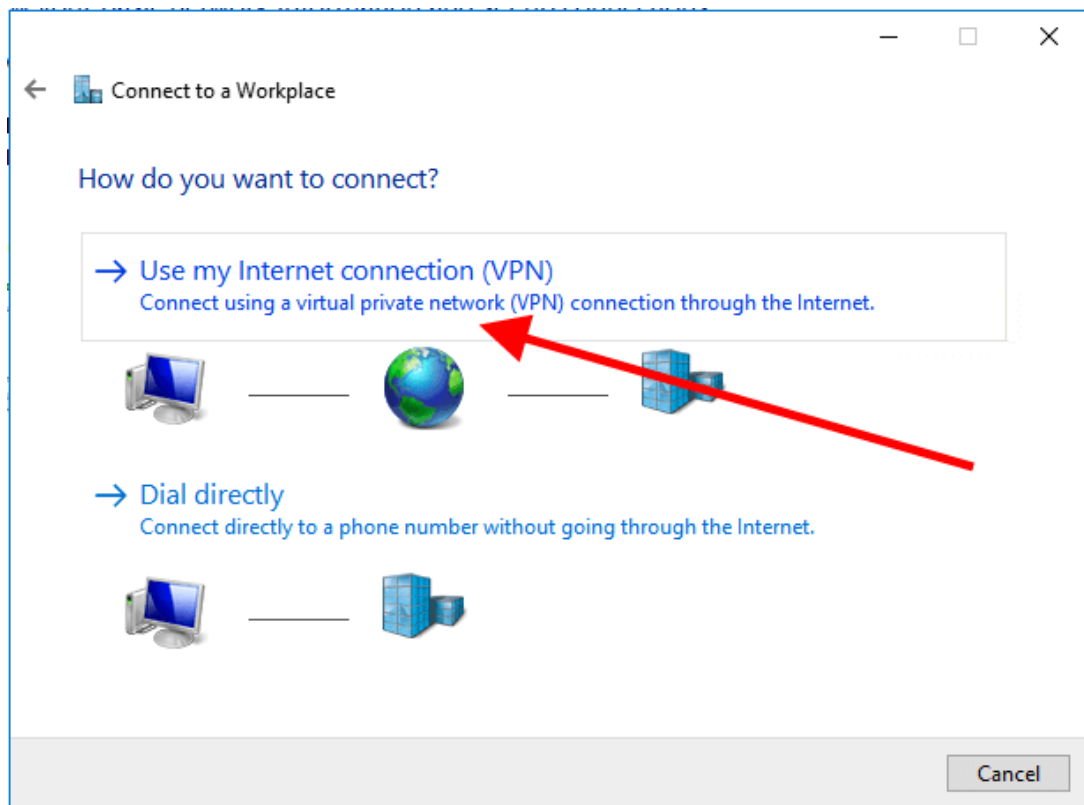 Connect to a Workplace
How do you want to connect?
Use my Internet connection (VPN)
Connect using a virtual private network (VPN) connection through the Internet.
Dial directly
Connect directly to a phone number without going through the Internet.
Cancel